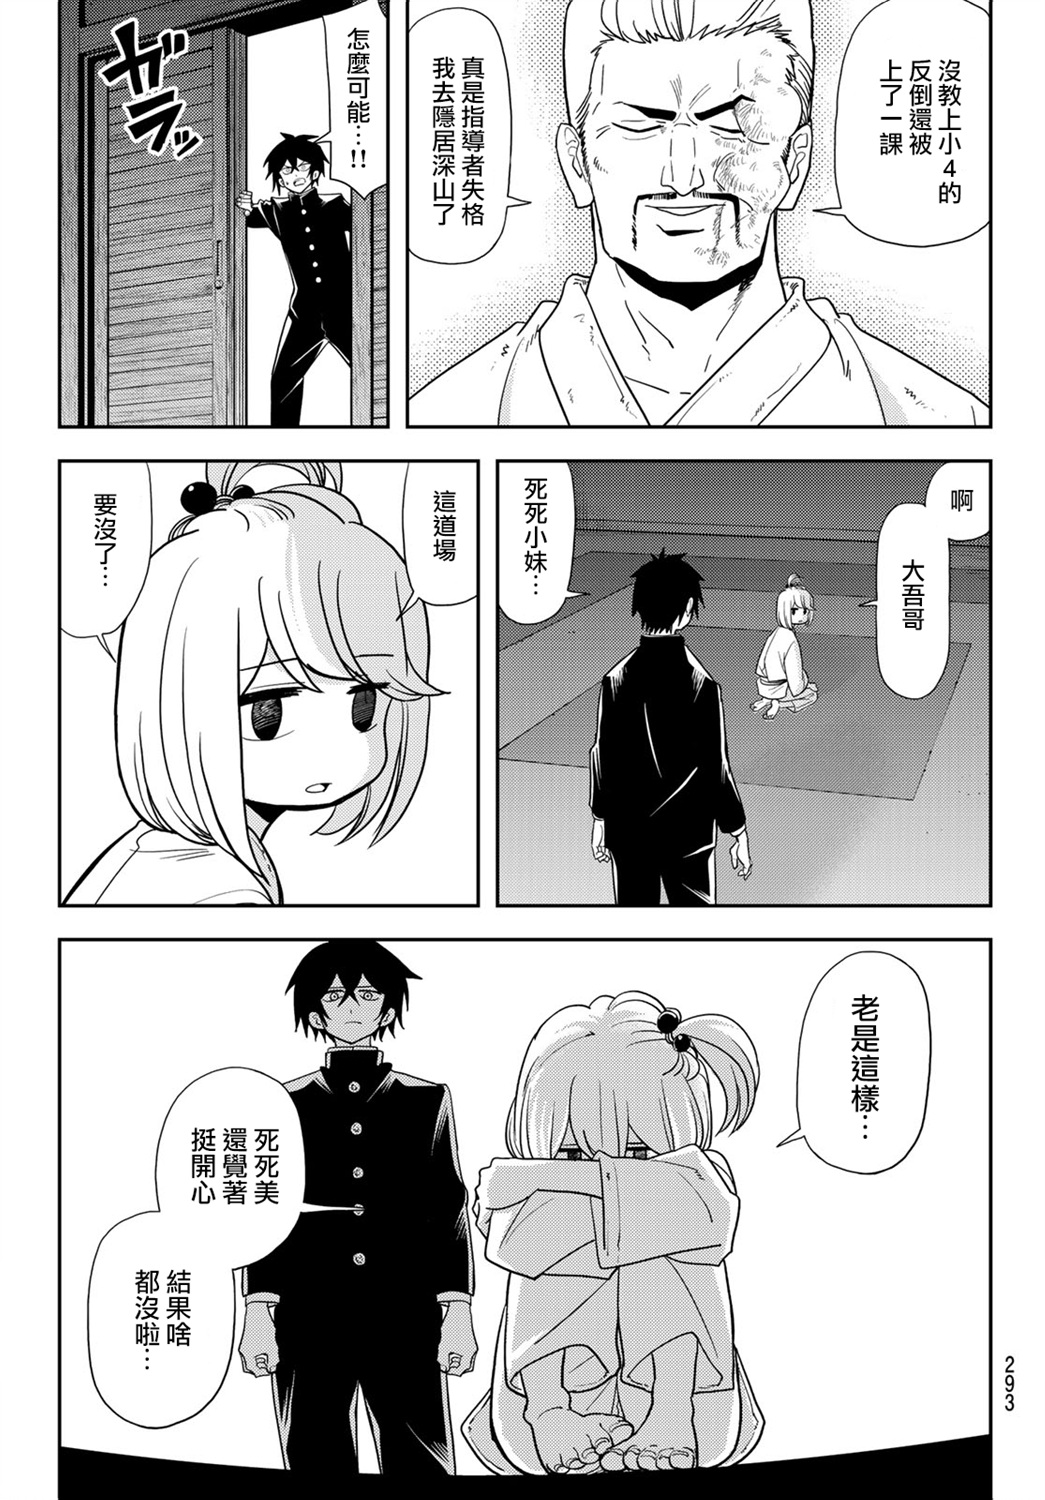 沒教上小4的
反倒還被
上了一課
真是指導者失格
我去隱居深山了
怎麼可能…!!
ガラッ
啊
大吾哥
死死小妹…
這道場
要沒了…
老是這樣…
死死美
還覺著
挺開心
結果啥
都沒啦…
293